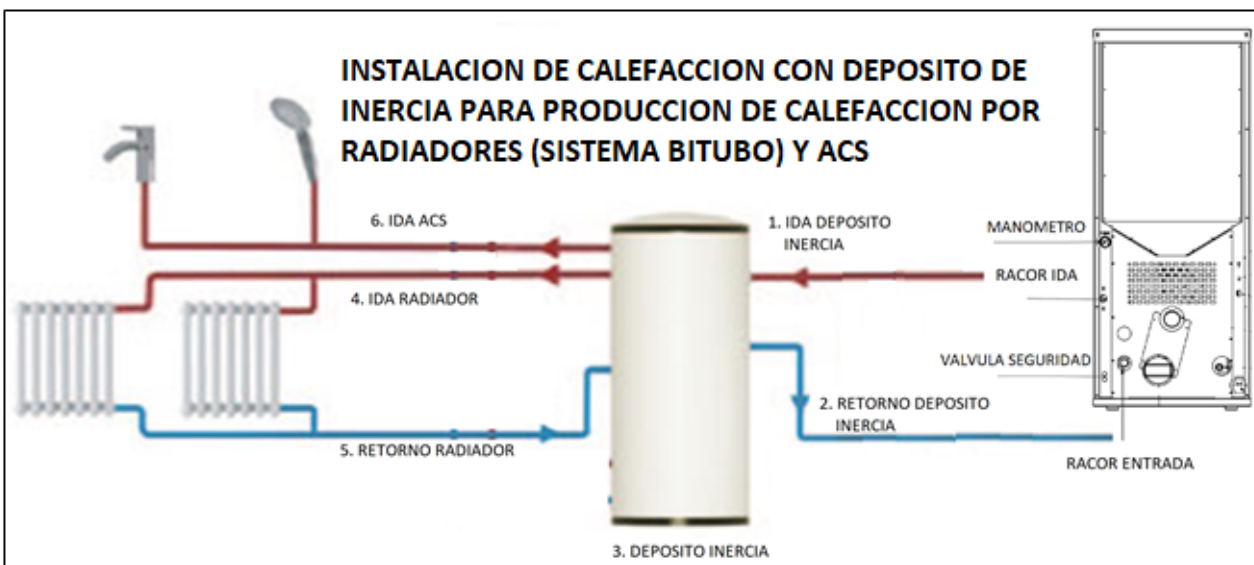 INSTALACION DE CALEFACCION CON DEPOSITO DE
INERCIA PARA PRODUCCION DE CALEFACCION POR
RADIADORES (SISTEMA BITUBO) Y ACS
6. IDA ACS
1. IDA DEPOSITO
INERCIA
MANOMETRO
RACOR IDA
4. IDA RADIADOR
VALVULA SEGURIDAD
2. RETORNO DEPOSITO
INERCIA
5. RETORNO RADIADOR
RACOR ENTRADA
3. DEPOSITO INERCIA